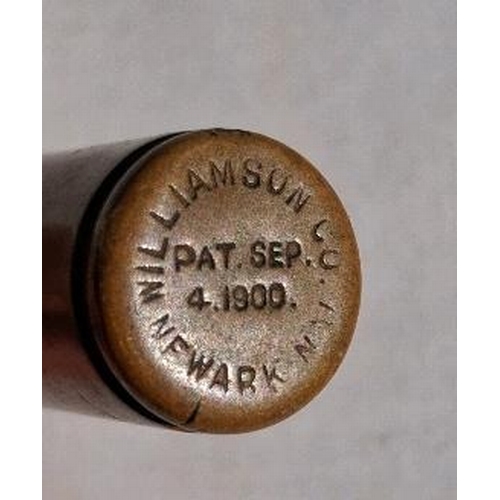 WILLIAMSON CO.
PAT. SEP.
4.1900.
NEWARK N.J.